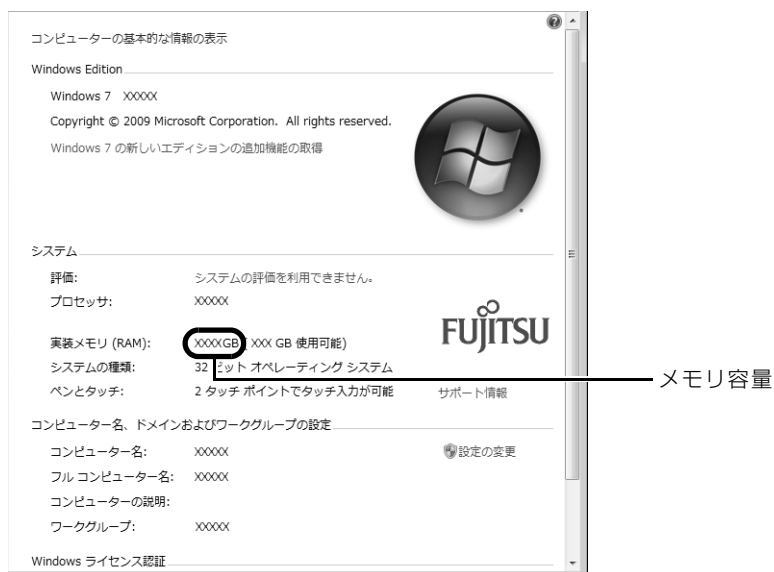 コンピューターの基本的な情報の表示
Windows Edition
Windows 7 XXXXX
Copyright © 2009 Microsoft Corporation. All rights reserved.
Windows 7 の新しいエディションの追加機能の取得
システム
評価: システムの評価を利用できません。
プロセッサ: XXXXX
FUJITSU
実装メモリ (RAM): XXXXGB ( XXX GB 使用可能)
システムの種類: 32 ビット オペレーティング システム
ペンとタッチ: 2 タッチ ポイントでタッチ入力が可能 サポート情報
メモリ容量
コンピューター名、ドメインおよびワークグループの設定
コンピューター名: XXXXX 設定の変更
フル コンピューター名: XXXXX
コンピューターの説明:
ワークグループ: XXXXX
Windows ライセンス認証